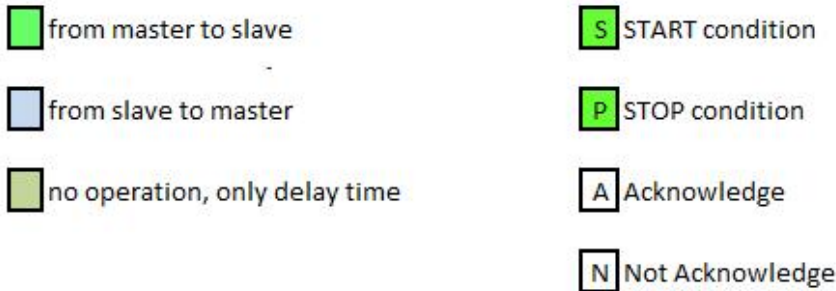 from master to slave
S START condition
from slave to master
P STOP condition
no operation, only delay time
A Acknowledge
N Not Acknowledge